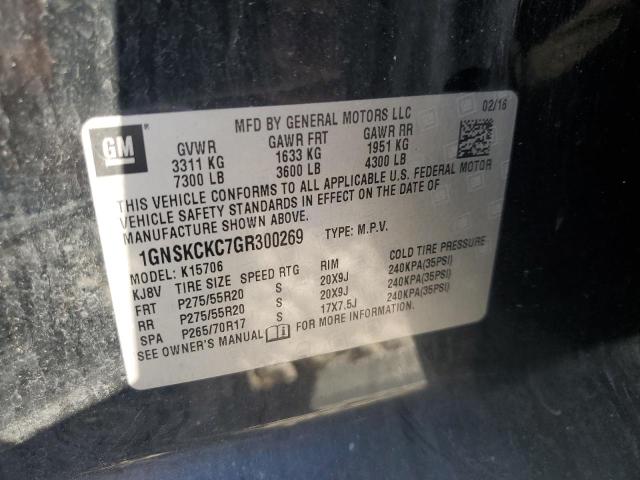 GM
MFD BY GENERAL MOTORS LLC
02/16
GVWR GAWR FRT GAWR RR
3311 KG 1633 KG 1951 KG
7300 LB 3600 LB 4300 LB
THIS VEHICLE CONFORMS TO ALL APPLICABLE U.S. FEDERAL MOTOR
VEHICLE SAFETY STANDARDS IN EFFECT ON THE DATE OF
MANUFACTURE SHOWN ABOVE.
1GNSKCKC7GR300269 TYPE: M.P.V.
MODEL: K15706
KJ8V TIRE SIZE SPEED RTG RIM COLD TIRE PRESSURE
FRT P275/55R20 S 20X9J 240KPA(35PSI)
RR P275/55R20 S 20X9J 240KPA(35PSI)
SPA P265/70R17 S 17X7.5J 240KPA(35PSI)
SEE OWNER'S MANUAL FOR MORE INFORMATION.